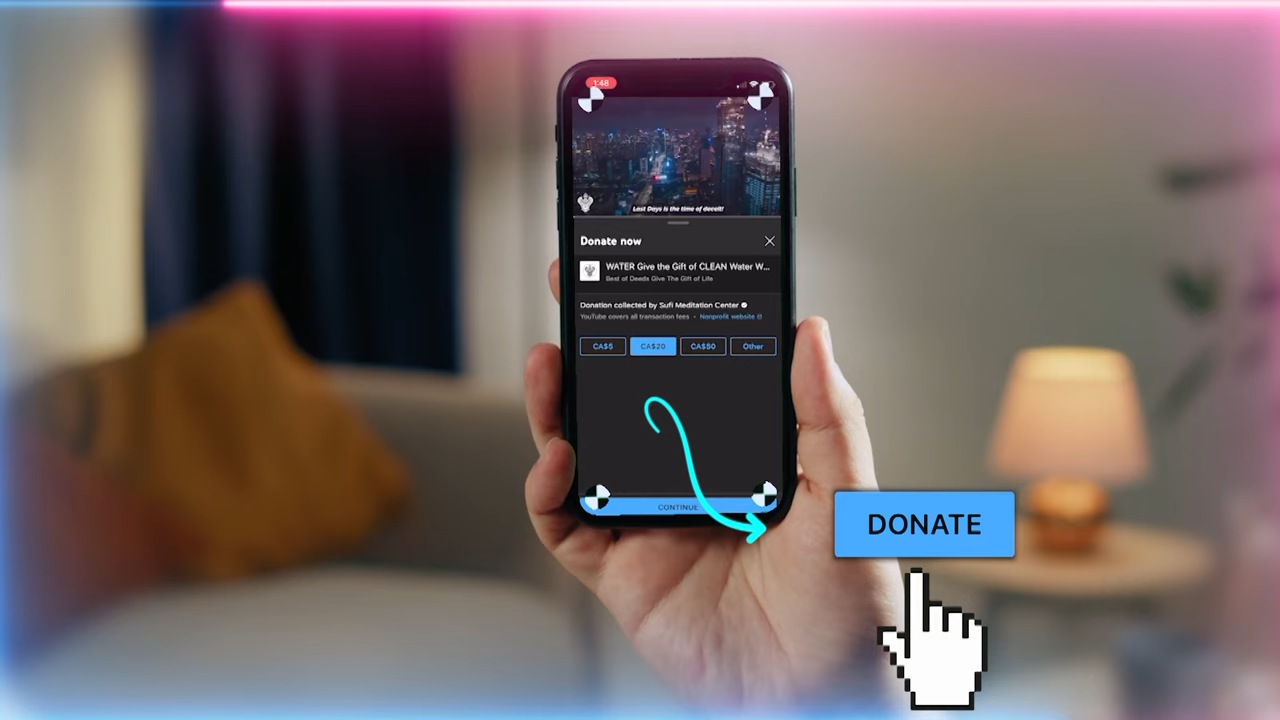 1:48
Last Days is the time of deceit!
Donate now
WATER Give the Gift of CLEAN Water W...
Best of Deeds Give The Gift of Life
Donation collected by Sufi Meditation Center
YouTube covers all transaction fees • Nonprofit website
CA$5 CA$20 CA$50 Other
CONTINUE
DONATE